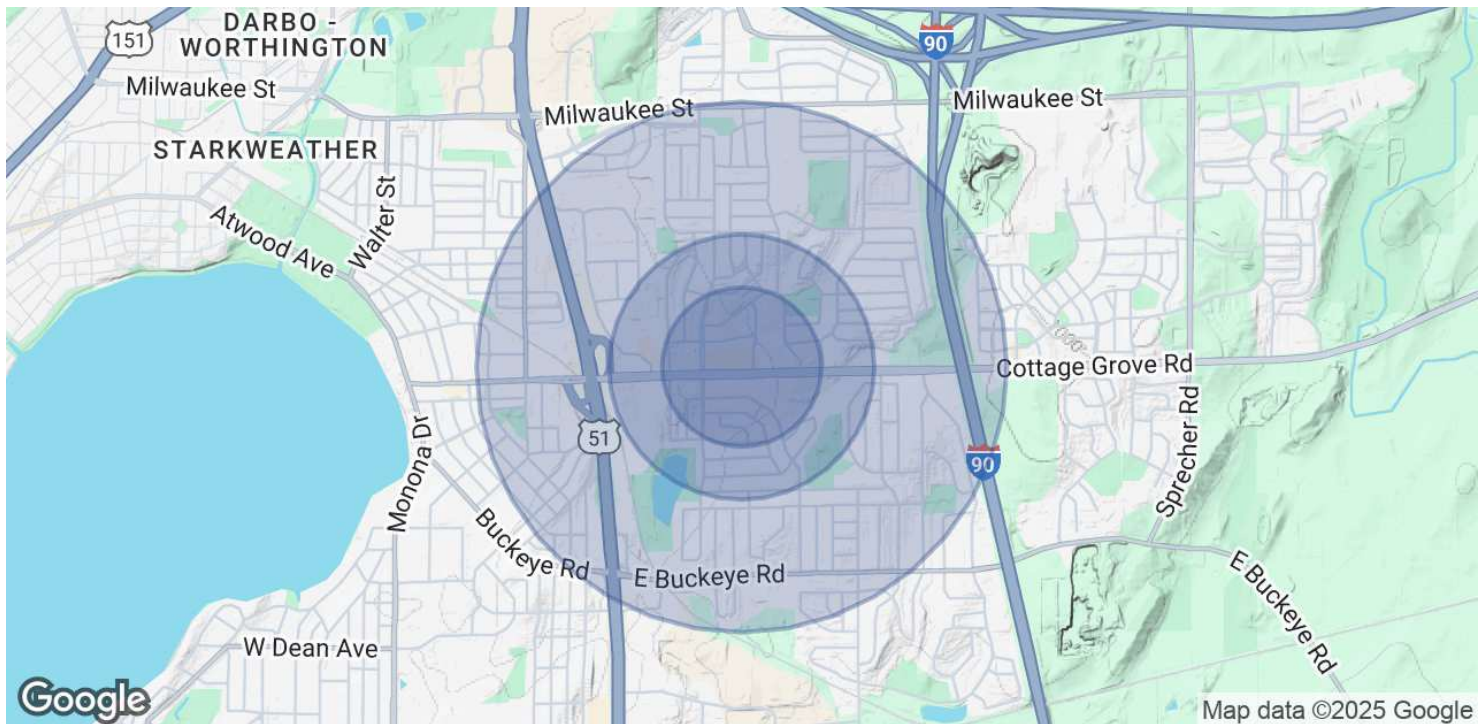 DARBO -
WORTHINGTON
151
90
Milwaukee St
Milwaukee St
Milwaukee St
STARKWEATHER
Walter St
Atwood Ave
Cottage Grove Rd
Monona Dr
51
90
Sprecher Rd
Buckeye Rd
E Buckeye Rd
E Buckeye Rd
W Dean Ave
Google
Map data ©2025 Google